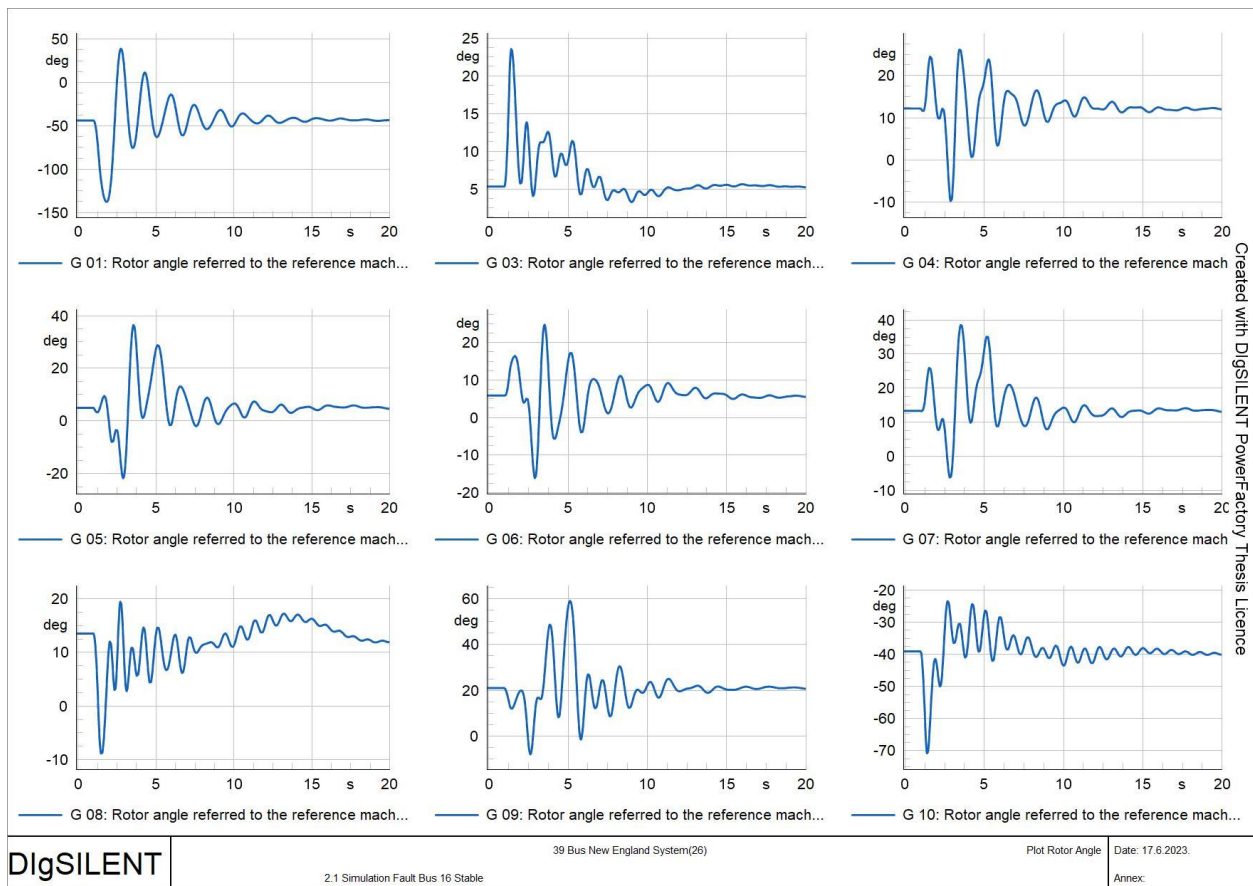 50
deg
0
-50
-100
-150
0 5 10 15 s 20
G 01: Rotor angle referred to the reference mach...
25
deg
20
15
10
5
0 5 10 15 s 20
G 03: Rotor angle referred to the reference mach...
deg
20
10
0
-10
0 5 10 15 s 20
G 04: Rotor angle referred to the reference mach
40
deg
20
0
-20
0 5 10 15 s 20
G 05: Rotor angle referred to the reference mach...
deg
20
10
0
-10
-20
0 5 10 15 s 20
G 06: Rotor angle referred to the reference mach...
40
deg
30
20
10
0
-10
0 5 10 15 s 20
G 07: Rotor angle referred to the reference mach
20
deg
10
0
-10
0 5 10 15 s 20
G 08: Rotor angle referred to the reference mach...
60
deg
40
20
0
0 5 10 15 s 20
G 09: Rotor angle referred to the reference mach...
-20
deg
-30
-40
-50
-60
-70
0 5 10 15 s 20
G 10: Rotor angle referred to the reference mach...
Created with DIgSILENT PowerFactory Thesis Licence
DIgSILENT
39 Bus New England System(26)
2.1 Simulation Fault Bus 16 Stable
Plot Rotor Angle
Date: 17.6.2023.
Annex: